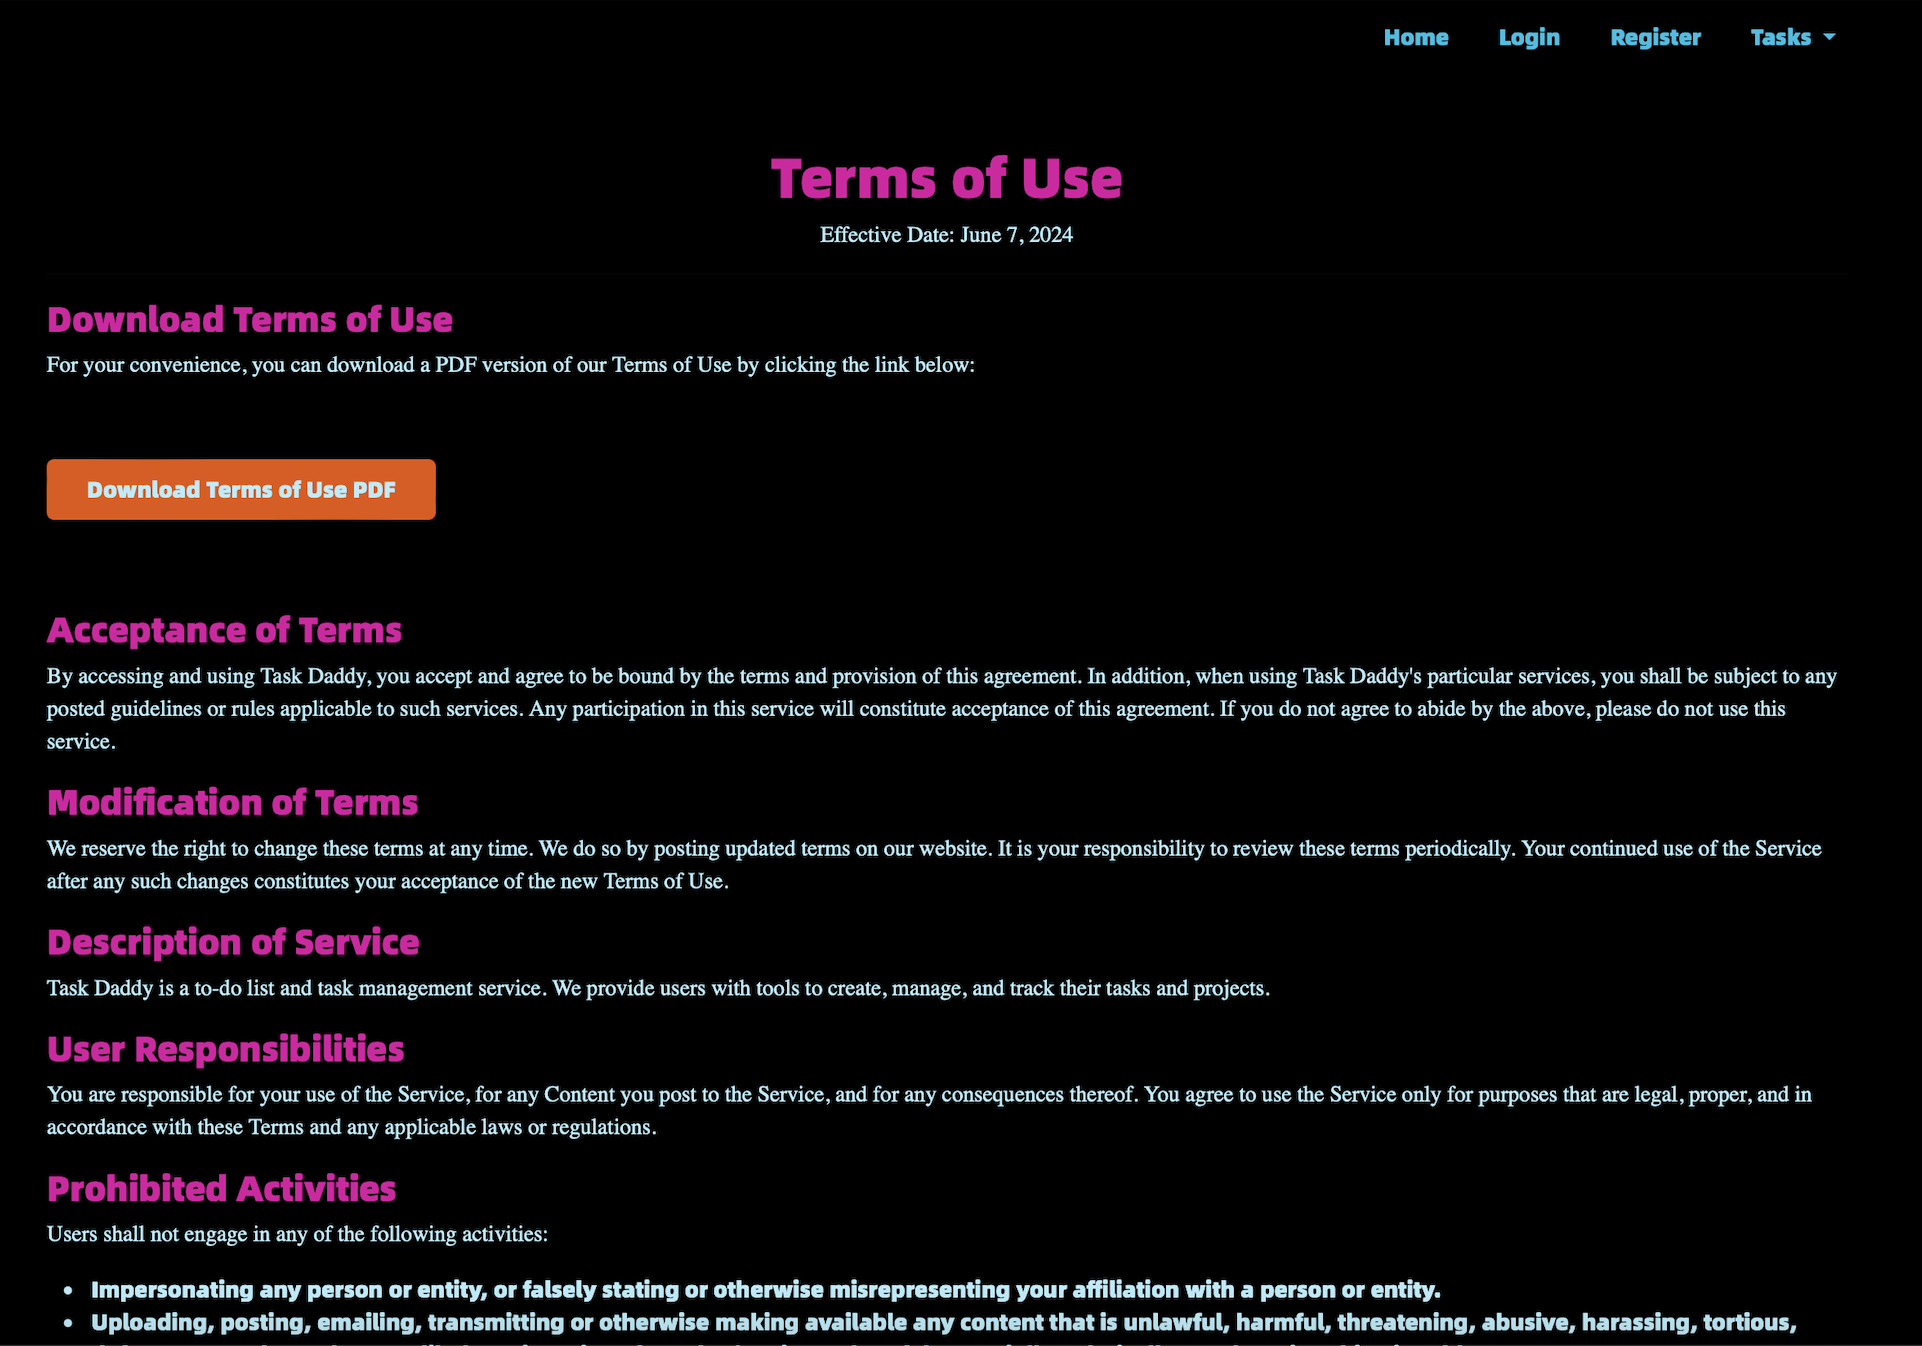 Home Login Register Tasks
Terms of Use
Effective Date: June 7, 2024
Download Terms of Use
For your convenience, you can download a PDF version of our Terms of Use by clicking the link below:
Download Terms of Use PDF
Acceptance of Terms
By accessing and using Task Daddy, you accept and agree to be bound by the terms and provision of this agreement. In addition, when using Task Daddy's particular services, you shall be subject to any
posted guidelines or rules applicable to such services. Any participation in this service will constitute acceptance of this agreement. If you do not agree to abide by the above, please do not use this
service.
Modification of Terms
We reserve the right to change these terms at any time. We do so by posting updated terms on our website. It is your responsibility to review these terms periodically. Your continued use of the Service
after any such changes constitutes your acceptance of the new Terms of Use.
Description of Service
Task Daddy is a to-do list and task management service. We provide users with tools to create, manage, and track their tasks and projects.
User Responsibilities
You are responsible for your use of the Service, for any Content you post to the Service, and for any consequences thereof. You agree to use the Service only for purposes that are legal, proper, and in
accordance with these Terms and any applicable laws or regulations.
Prohibited Activities
Users shall not engage in any of the following activities:
• Impersonating any person or entity, or falsely stating or otherwise misrepresenting your affiliation with a person or entity.
• Uploading, posting, emailing, transmitting or otherwise making available any content that is unlawful, harmful, threatening, abusive, harassing, tortious,